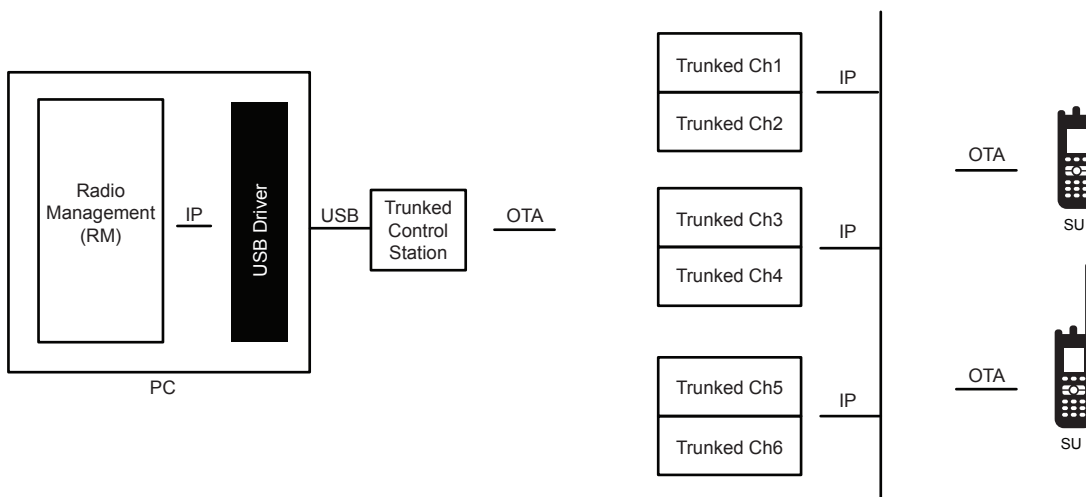 Radio
Management
(RM)
IP
USB Driver
PC
USB
Trunked
Control
Station
OTA
Trunked Ch1
Trunked Ch2
IP
Trunked Ch3
Trunked Ch4
IP
Trunked Ch5
Trunked Ch6
IP
OTA
SU
OTA
SU